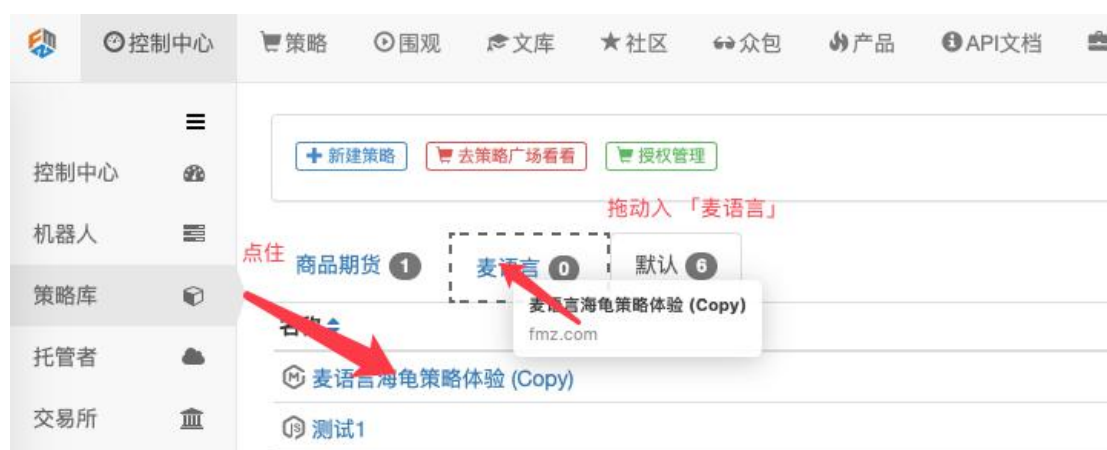 控制中心 策略 围观 文库 社区 众包 产品 API文档
控制中心
机器人
策略库
托管者
交易所
新建策略 去策略广场看看 授权管理
拖动入 「麦语言」
点住
商品期货 1 麦语言 0 默认 6
麦语言海龟策略体验 (Copy)
fmz.com
名称
麦语言海龟策略体验 (Copy)
测试1